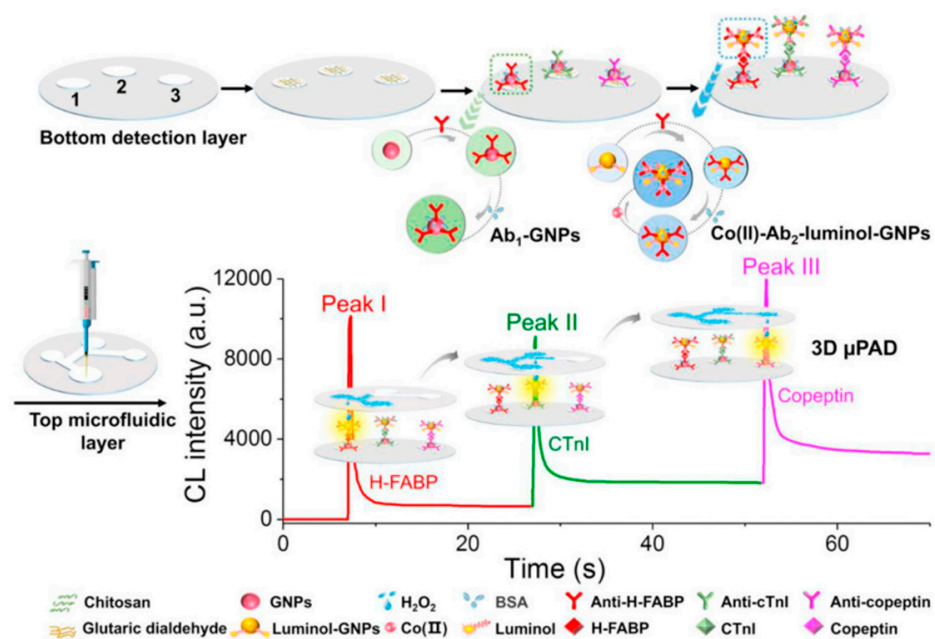 1
2
3
Bottom detection layer
Ab₁-GNPs
Co(II)-Ab₂-luminol-GNPs
Top microfluidic
layer
CL intensity (a.u.)
12000
8000
4000
0
Peak I
Peak II
Peak III
3D μPAD
H-FABP
CTnI
Copeptin
0
20
40
60
Time (s)
Chitosan
GNPs
H₂O₂
BSA
Anti-H-FABP
Anti-cTnI
Anti-copeptin
Glutaric dialdehyde
Luminol-GNPs
Co(II)
Luminol
H-FABP
CTnI
Copeptin